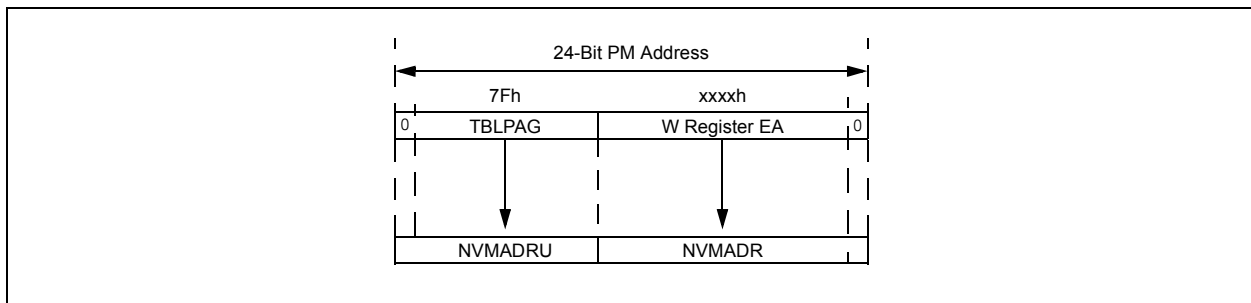 24-Bit PM Address
7Fh xxxxh
0 TBLPAG W Register EA 0
NVMADRU NVMADR